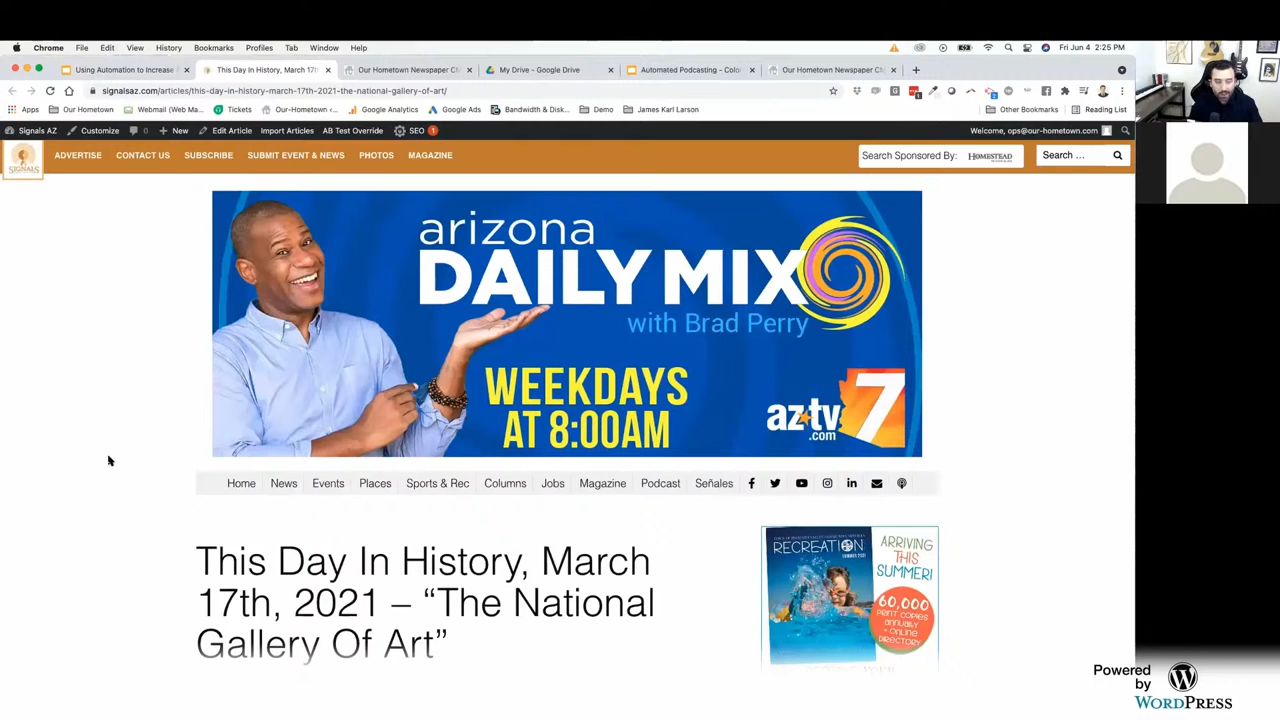 Chrome File Edit View History Bookmarks Profiles Tab Window Help Fri Jun 4 2:25 PM
Using Automation to Increase This Day In History, March 17th Our Hometown Newspaper Cl My Drive - Google Drive Automated Podcasting - Colo Our Hometown Newspaper Cl
signalsaz.com/articles/this-day-in-history-march-17th-2021-the-national-gallery-of-art/
Apps Our Hometown Webmail (Web Ma... Tickets Our-Hometown ‹... Google Analytics Google Ads Bandwidth & Disk... Demo James Karl Larson Other Bookmarks Reading List
Signals AZ Customize 0 New Edit Article Import Articles AB Test Override SEO 1 Welcome, ops@our-hometown.com
SIGNALS ADVERTISE CONTACT US SUBSCRIBE SUBMIT EVENT & NEWS PHOTOS MAGAZINE Search Sponsored By: HOMESTEAD Search ...
arizona
DAILY MIX
with Brad Perry
WEEKDAYS
AT 8:00AM
az-tv 7
.com
Home News Events Places Sports & Rec Columns Jobs Magazine Podcast Señales
This Day In History, March
17th, 2021 – “The National
Gallery Of Art”
RECREATION
SUMMER 2021
ARRIVING
THIS
SUMMER!
60,000
PRINT COPIES
ANNUALLY
+ ONLINE
DIRECTORY
Powered
by
WORDPRESS